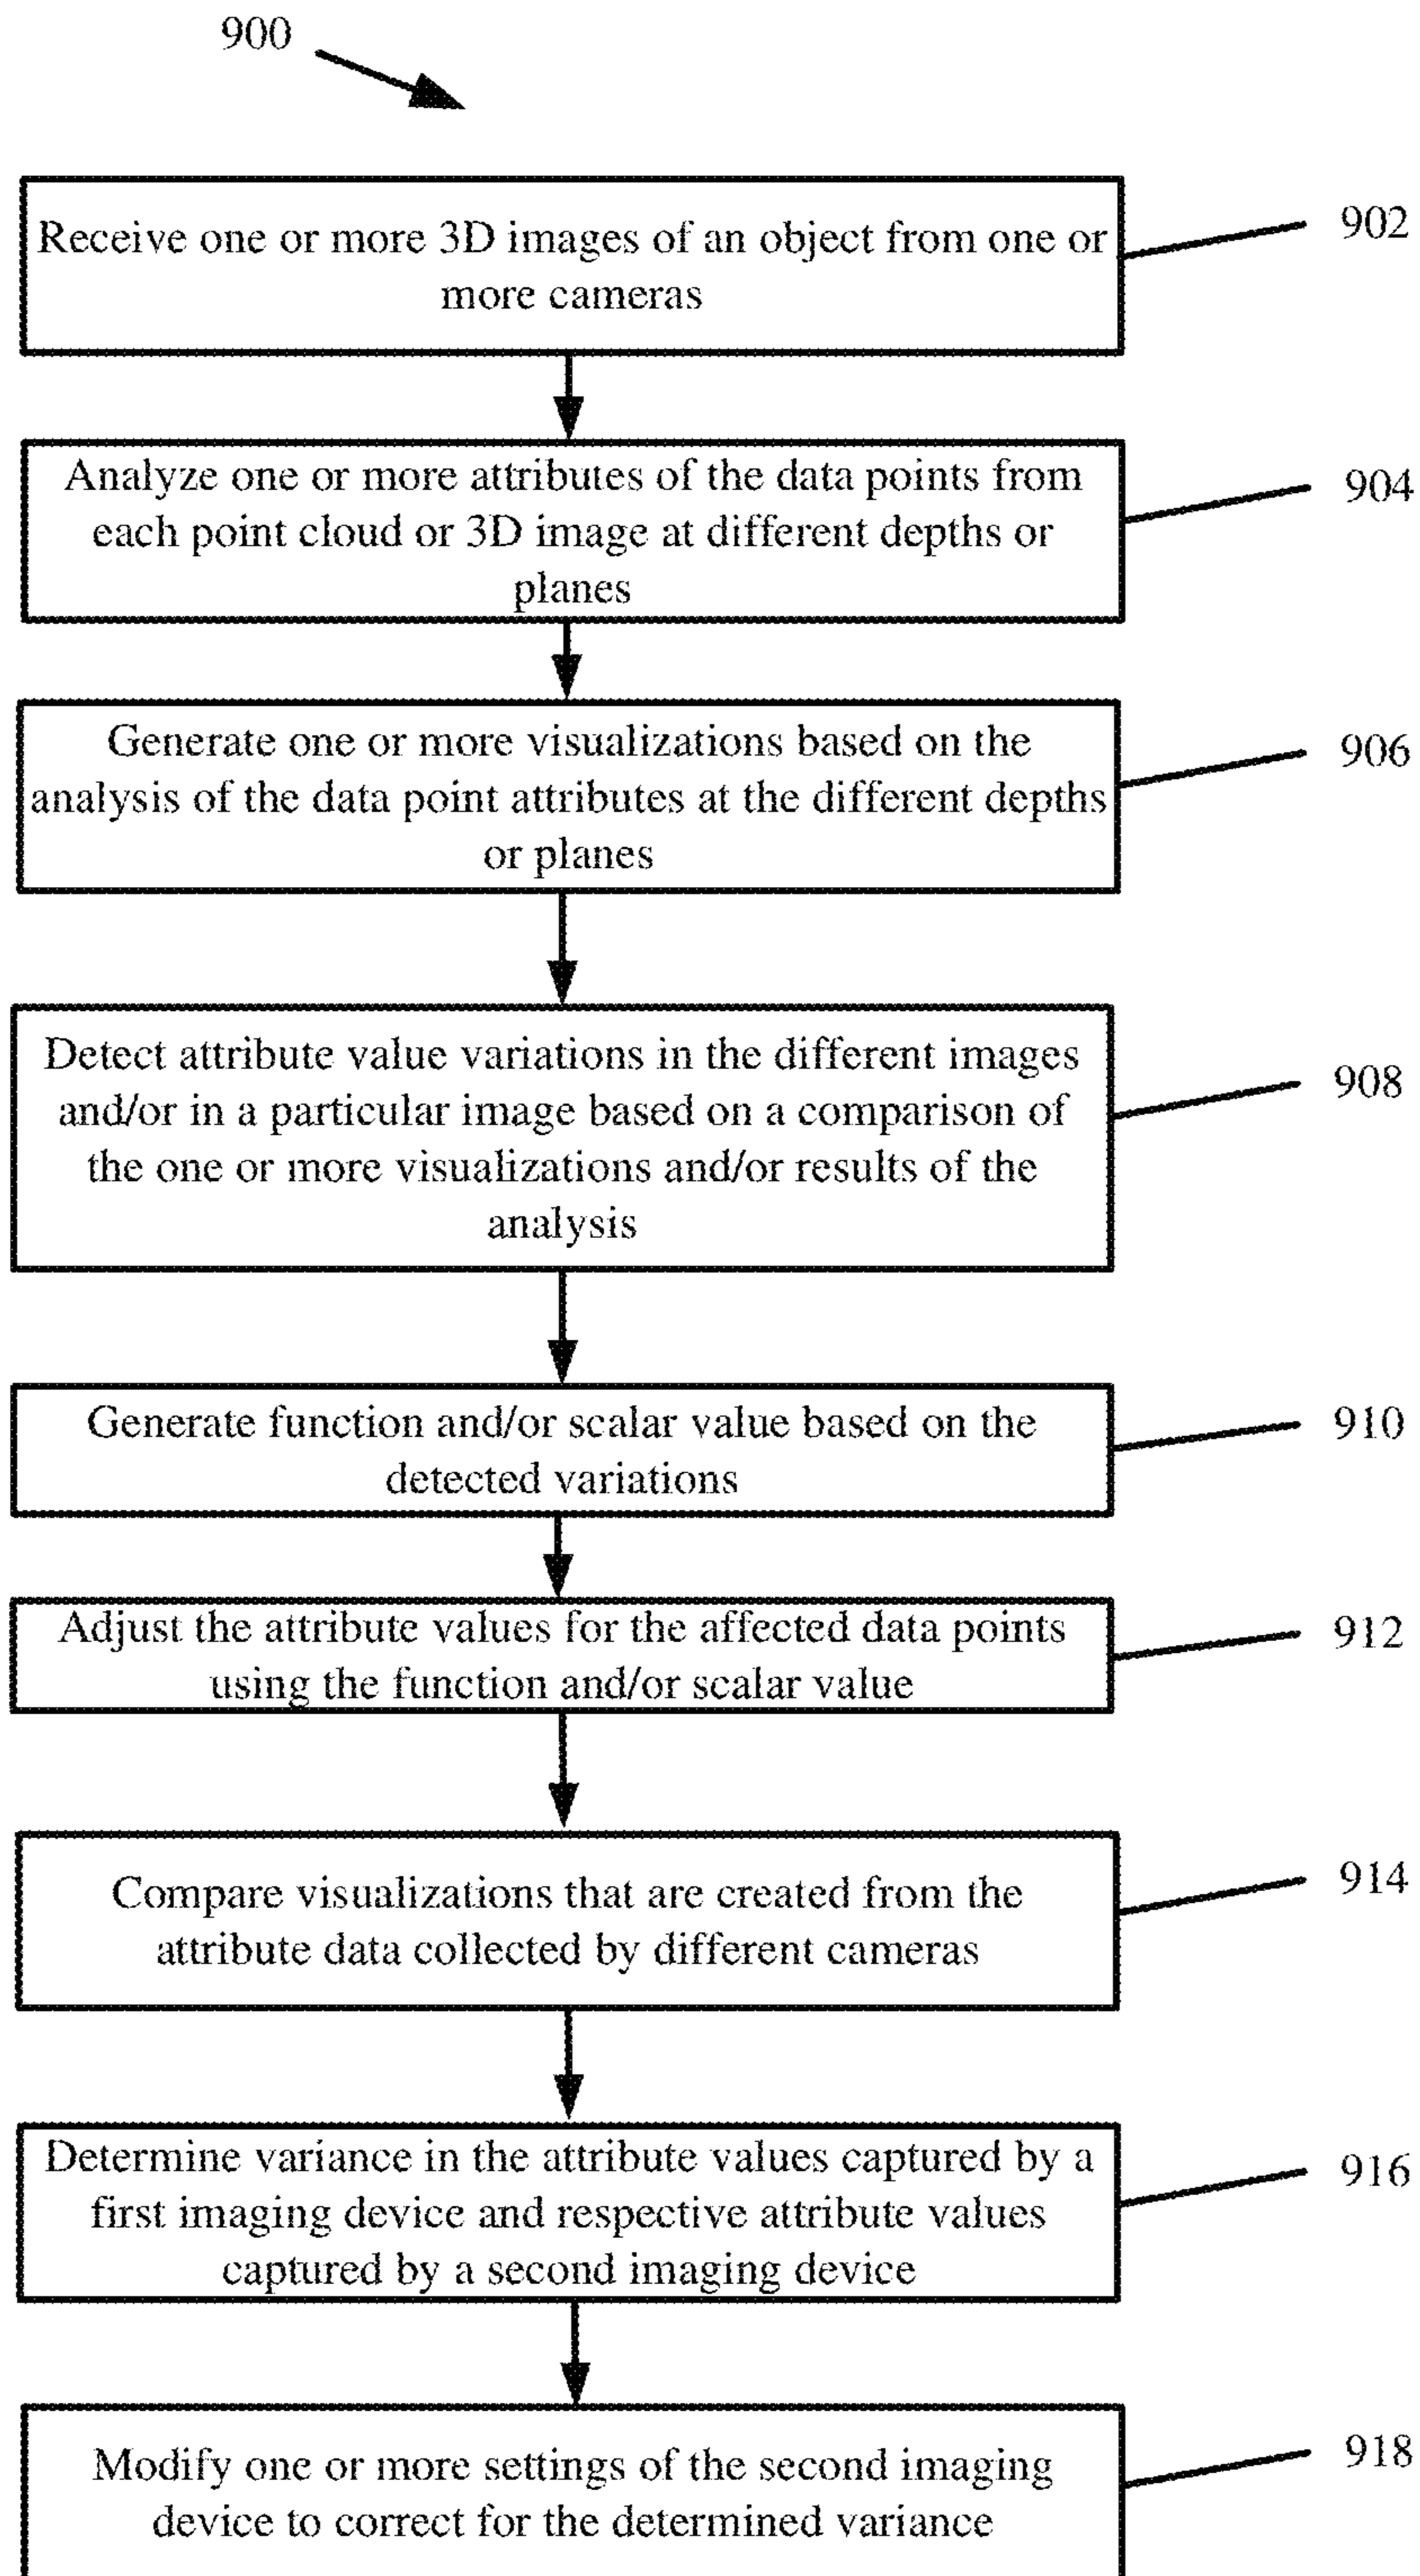 900
Receive one or more 3D images of an object from one or
more cameras
902
Analyze one or more attributes of the data points from
each point cloud or 3D image at different depths or
planes
904
Generate one or more visualizations based on the
analysis of the data point attributes at the different depths
or planes
906
Detect attribute value variations in the different images
and/or in a particular image based on a comparison of
the one or more visualizations and/or results of the
analysis
908
Generate function and/or scalar value based on the
detected variations
910
Adjust the attribute values for the affected data points
using the function and/or scalar value
912
Compare visualizations that are created from the
attribute data collected by different cameras
914
Determine variance in the attribute values captured by a
first imaging device and respective attribute values
captured by a second imaging device
916
Modify one or more settings of the second imaging
device to correct for the determined variance
918